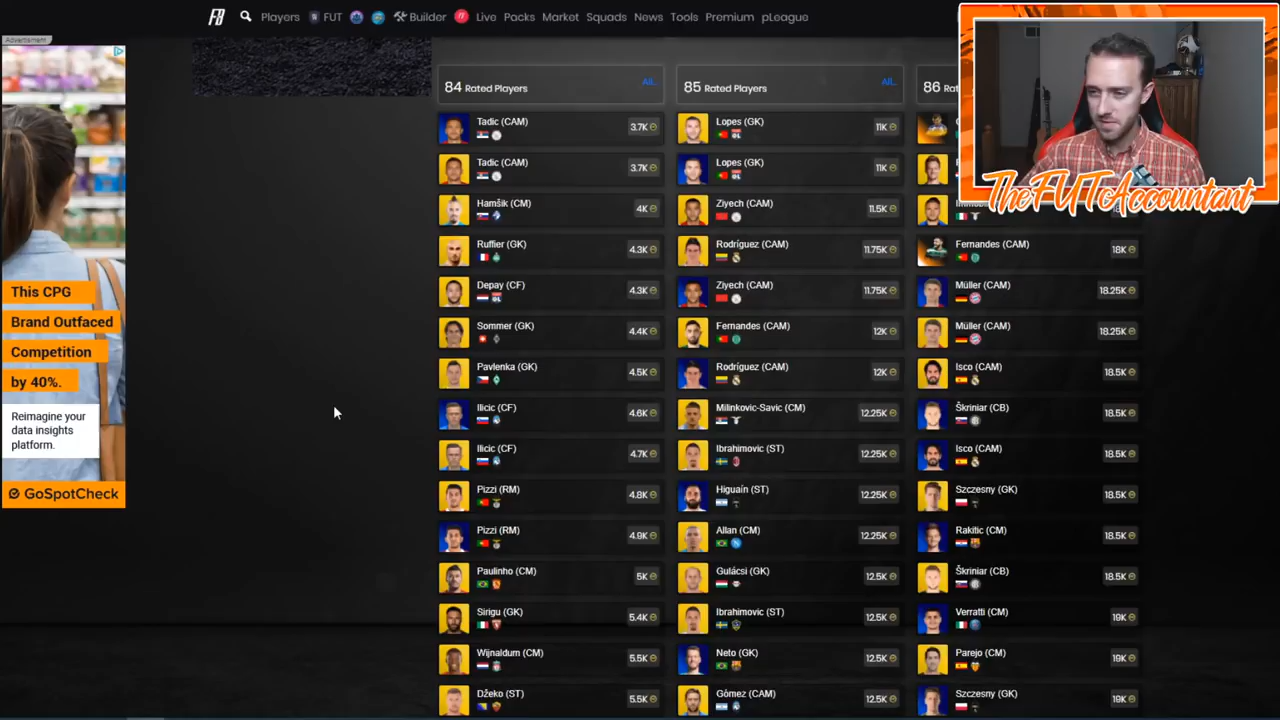 FB Players FUT Builder Live Packs Market Squads News Tools Premium pLeague
Advertisement
This CPG
Brand Outfaced
Competition
by 40%.
Reimagine your
data insights
platform.
GoSpotCheck
84 Rated Players All..
Tadic (CAM) 3.7K
Tadic (CAM) 3.7K
Hamšik (CM) 4K
Ruffier (GK) 4.3K
Depay (CF) 4.3K
Sommer (GK) 4.4K
Pavlenka (GK) 4.5K
Ilicic (CF) 4.6K
Ilicic (CF) 4.7K
Pizzi (RM) 4.8K
Pizzi (RM) 4.9K
Paulinho (CM) 5K
Sirigu (GK) 5.4K
Wijnaldum (CM) 5.5K
Džeko (ST) 5.5K
85 Rated Players All..
Lopes (GK) 11K
Lopes (GK) 11K
Ziyech (CAM) 11.5K
Rodríguez (CAM) 11.75K
Ziyech (CAM) 11.75K
Fernandes (CAM) 12K
Rodríguez (CAM) 12K
Milinkovic-Savic (CM) 12.25K
Ibrahimovic (ST) 12.25K
Higuaín (ST) 12.25K
Allan (CM) 12.25K
Gulácsi (GK) 12.5K
Ibrahimovic (ST) 12.5K
Neto (GK) 12.5K
Gómez (CAM) 12.5K
86 Rated
Fernandes (CAM) 18K
Müller (CAM) 18.25K
Müller (CAM) 18.25K
Isco (CAM) 18.5K
Škriniar (CB) 18.5K
Isco (CAM) 18.5K
Szczesny (GK) 18.5K
Rakitic (CM) 18.5K
Škriniar (CB) 18.5K
Verratti (CM) 19K
Parejo (CM) 19K
Szczesny (GK) 19K
TheFUTAccountant